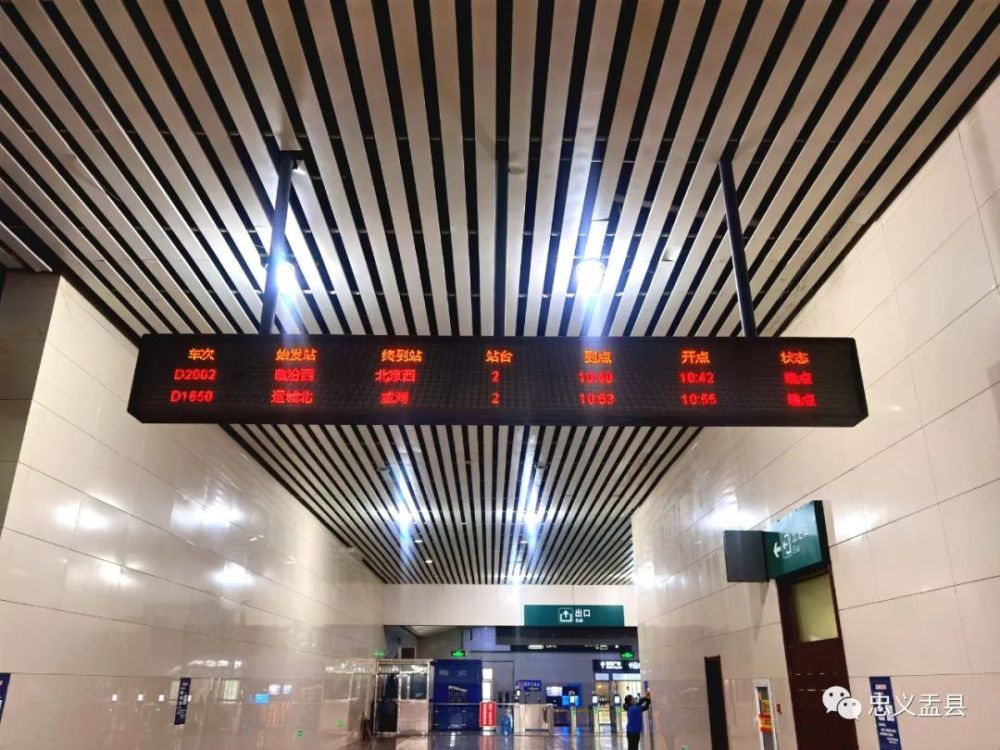 车次 始发站 终到站 站台 到点 开点 状态
D2002 临汾西 北京西 2 10:40 10:42 晚点
D1650 运城北 2 10:53 10:55 晚点
出口
忠义盂县